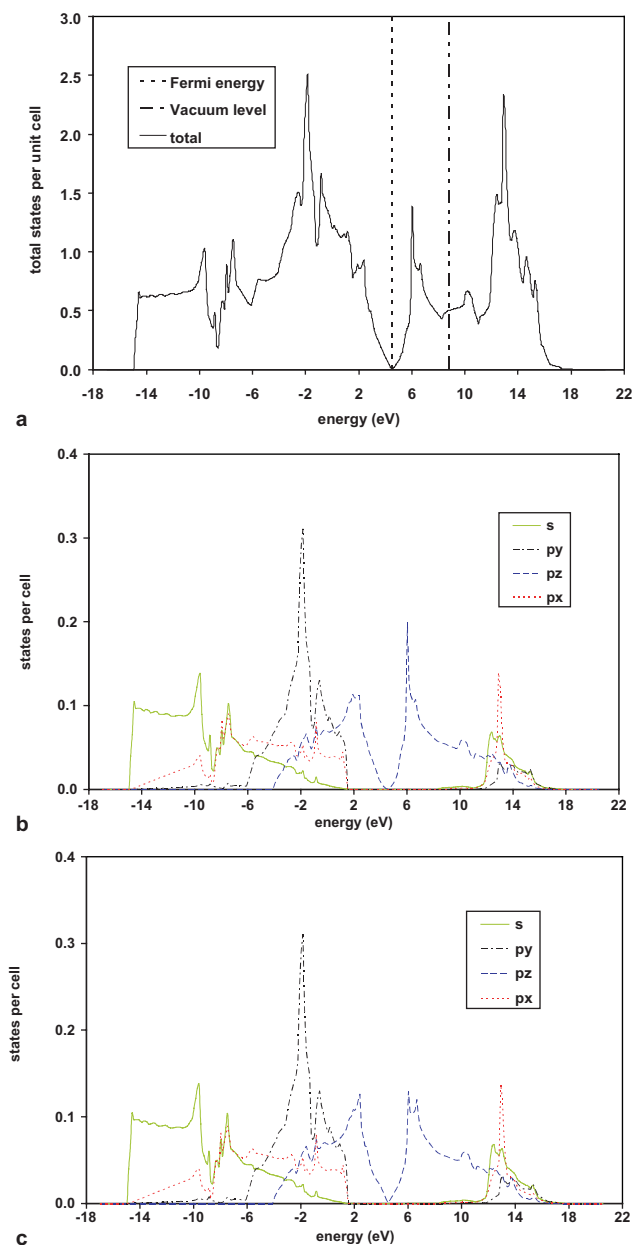 3.0
2.5
2.0
1.5
1.0
0.5
0.0
total states per unit cell
Fermi energy
Vacuum level
total
-18 -14 -10 -6 -2 2 6 10 14 18 22
energy (eV)
a
0.4
0.3
0.2
0.1
0.0
states per cell
s
py
pz
px
-18 -14 -10 -6 -2 2 6 10 14 18 22
energy (eV)
b
0.4
0.3
0.2
0.1
0.0
states per cell
s
py
pz
px
-18 -14 -10 -6 -2 2 6 10 14 18 22
energy (eV)
c